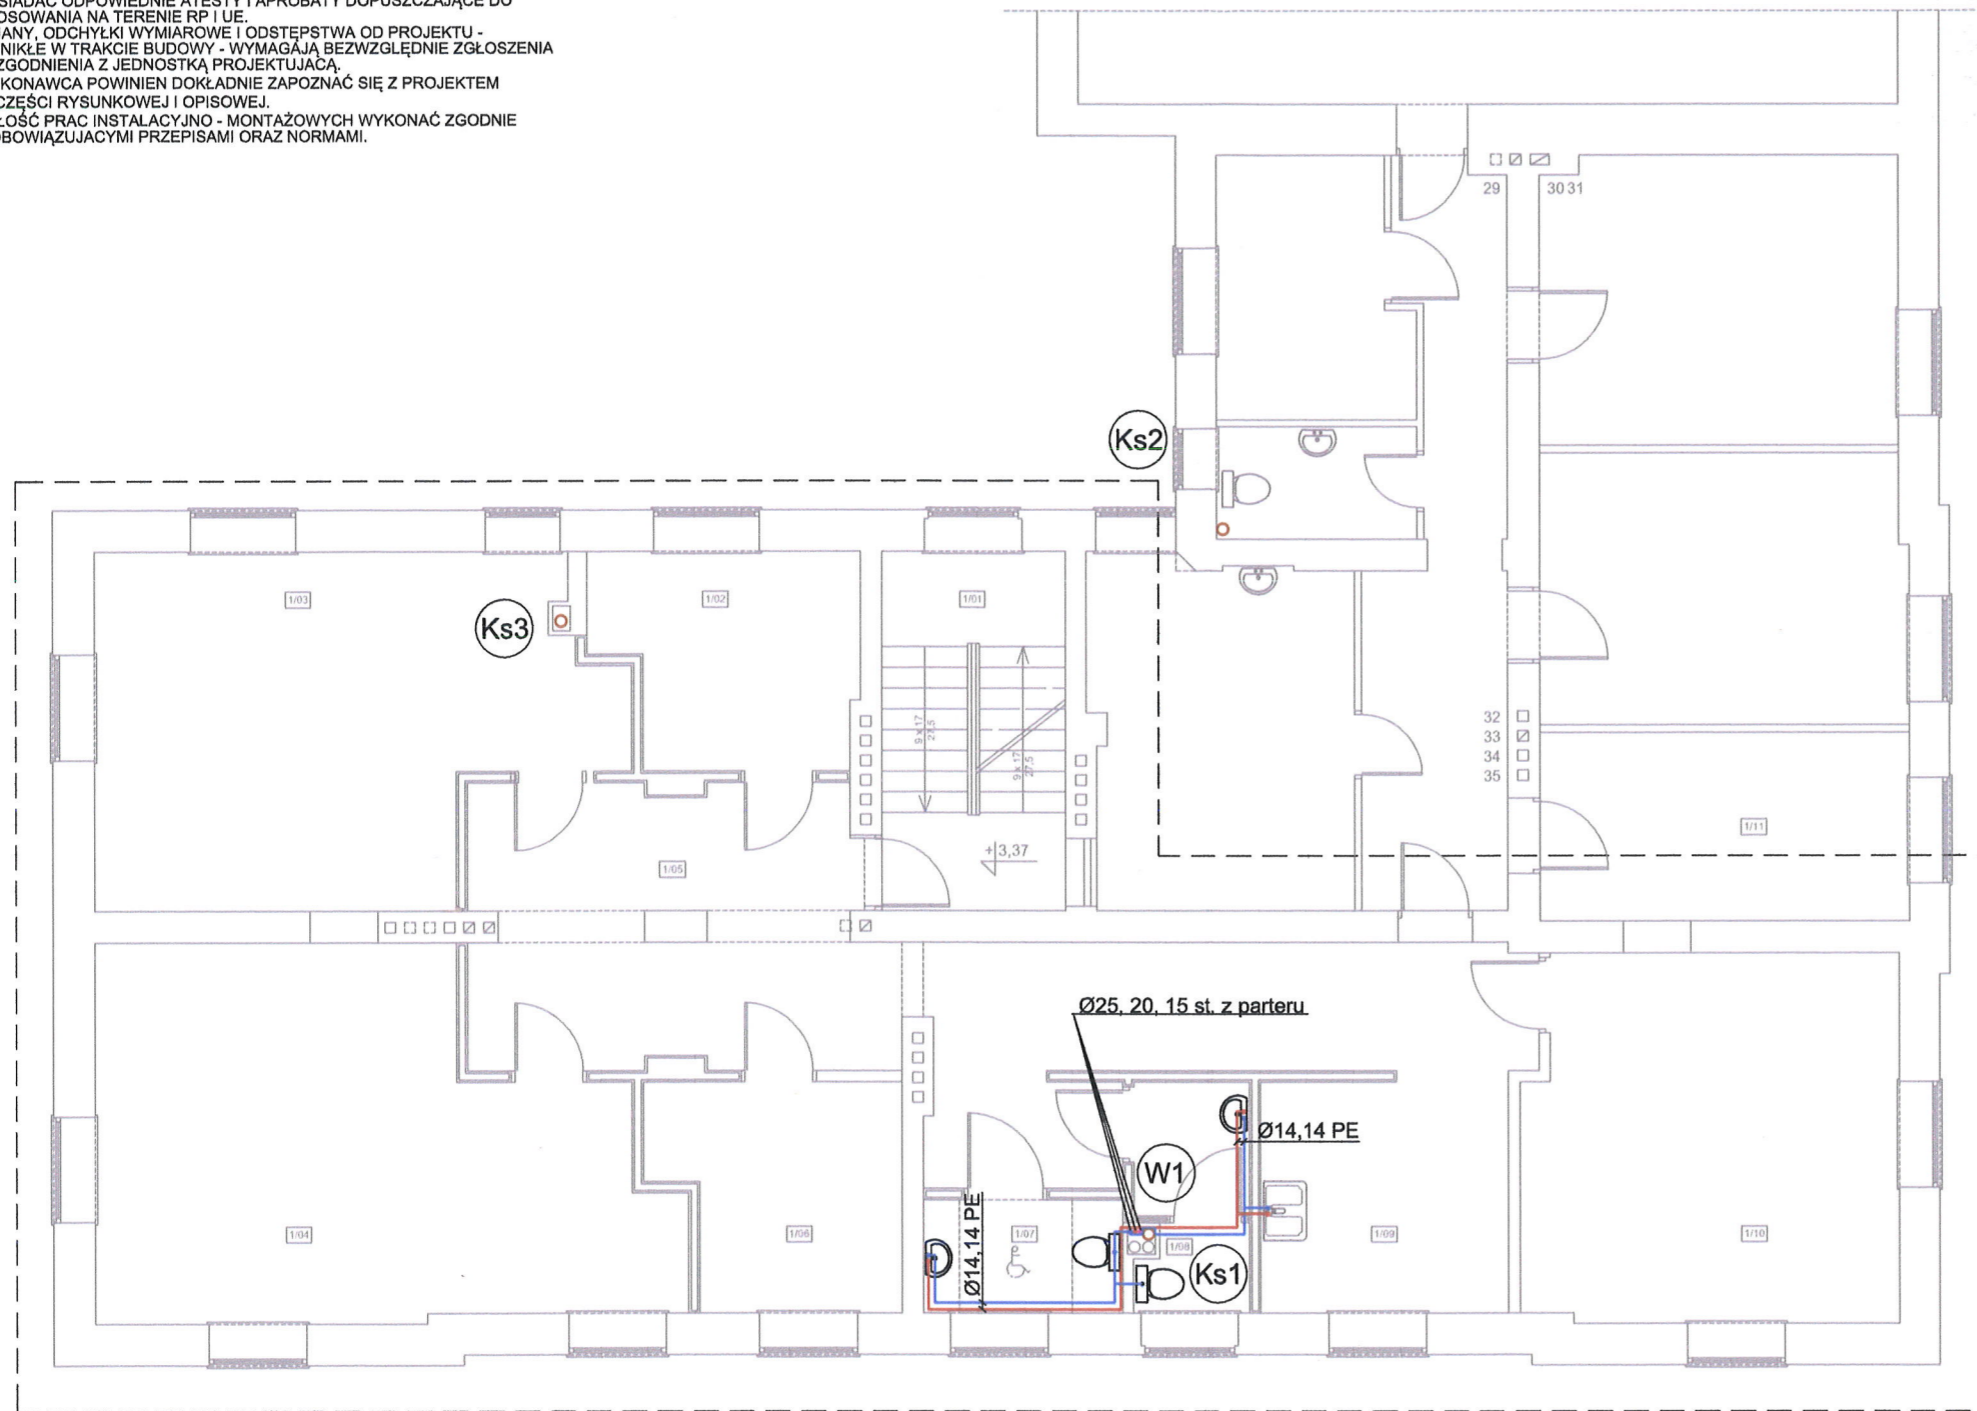 SIADAĆ ODPOWIEDNIE ATESTY I APROBATY DOPUSZCZAJĄCE DO
OSOWANIA NA TERENIE RP I UE.
IANY, ODCHYŁKI WYMIAROWE I ODSTĘPSTWA OD PROJEKTU -
NIKŁE W TRAKCIE BUDOWY - WYMAGAJĄ BEZWZGLĘDNIE ZGŁOSZENIA
ZGODNIENIA Z JEDNOSTKĄ PROJEKTUJĄCĄ.
KONAWCA POWINIEN DOKŁADNIE ZAPOZNAĆ SIĘ Z PROJEKTEM
CZĘŚCI RYSUNKOWEJ I OPISOWEJ.
ŁOŚĆ PRAC INSTALACYJNO - MONTAŻOWYCH WYKONAĆ ZGODNIE
OBOWIĄZUJACYMI PRZEPISAMI ORAZ NORMAMI.
29
30 31
Ks2
1/03
1/02
1/01
Ks3
9 x 17
27,5
9 x 17
27,5
32
33
34
35
1/11
+3,37
1/05
Ø25, 20, 15 st. z parteru
Ø14,14 PE
W1
Ø14,14 PE
1/04
1/06
1/07
1/08
1/09
1/10
Ks1